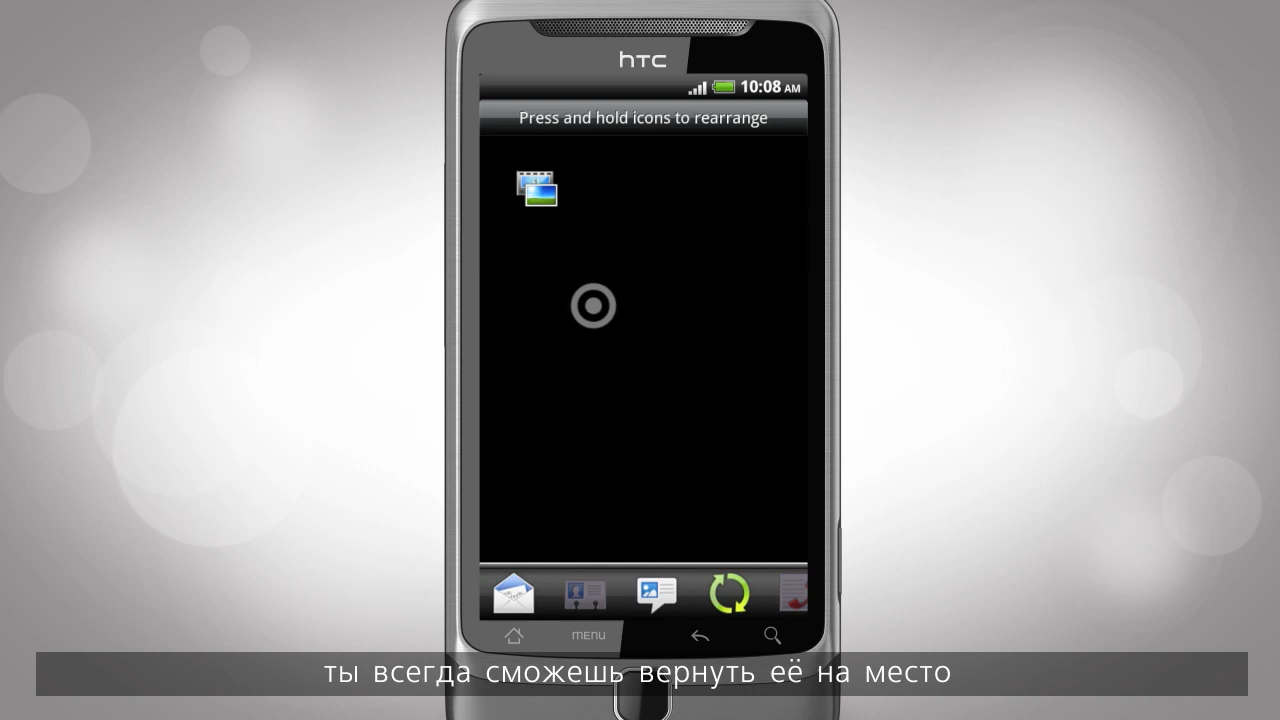 hTC
10:08 AM
Press and hold icons to rearrange
MENU
ты всегда сможешь вернуть её на место